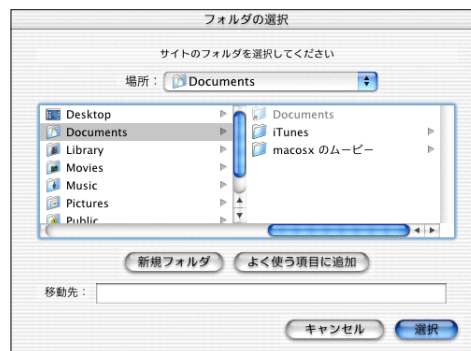 フォルダの選択
サイトのフォルダを選択してください
場所： Documents
Desktop
Documents
Library
Movies
Music
Pictures
Public
Documents
iTunes
macosx のムービー
新規フォルダ
よく使う項目に追加
移動先：
キャンセル
選択